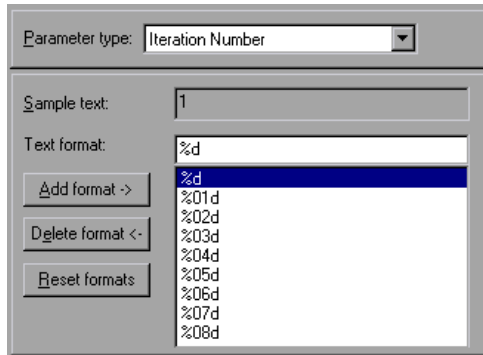 Parameter type: Iteration Number
Sample text: 1
Text format: %d
Add format -> %d
%01d
%02d
Delete format <- %03d
%04d
%05d
Reset formats %06d
%07d
%08d